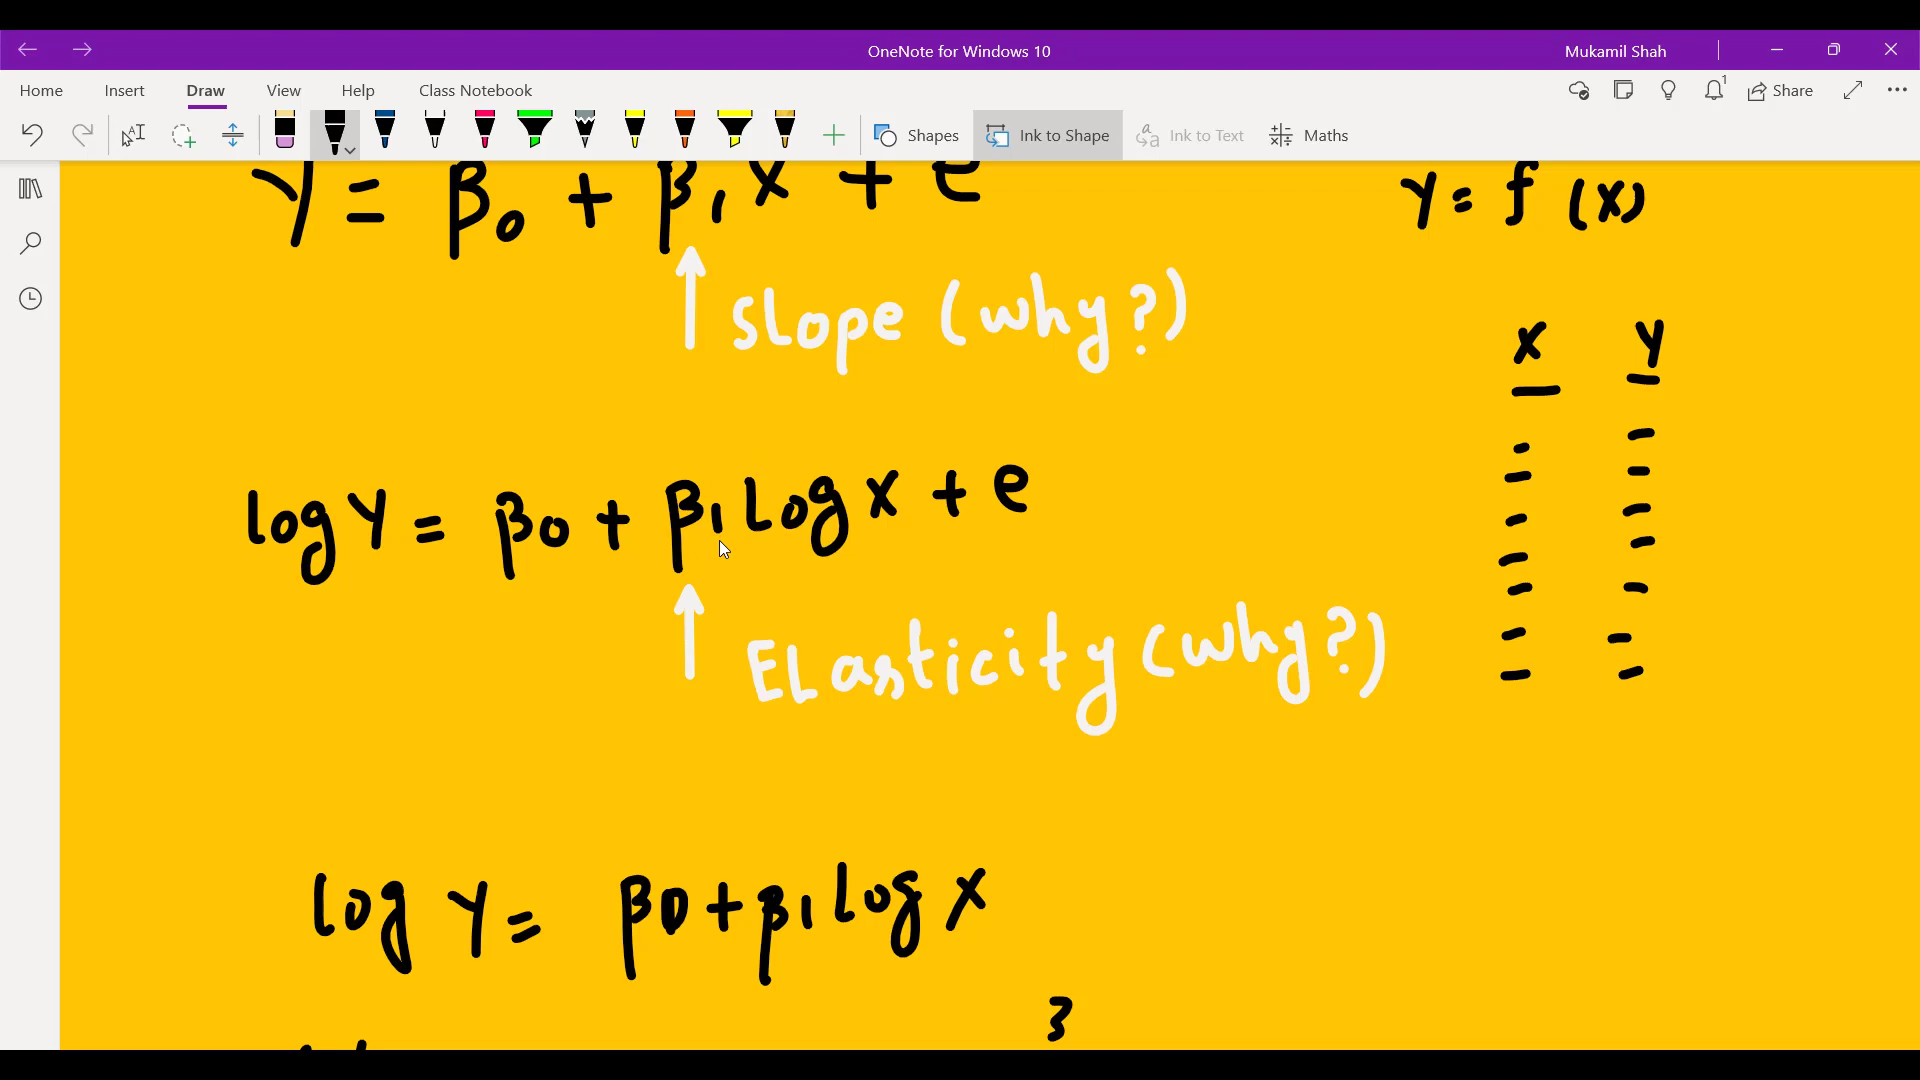 OneNote for Windows 10
Mukamil Shah
Home Insert Draw View Help Class Notebook
1
Share
Shapes Ink to Shape Ink to Text Maths
Y = β0 + β1 X + e
Y = f (X)
Slope (why?)
X Y
log Y = β0 + β1 log X + e
ELasticity (why?)
log Y = β0 + β1 log X
3